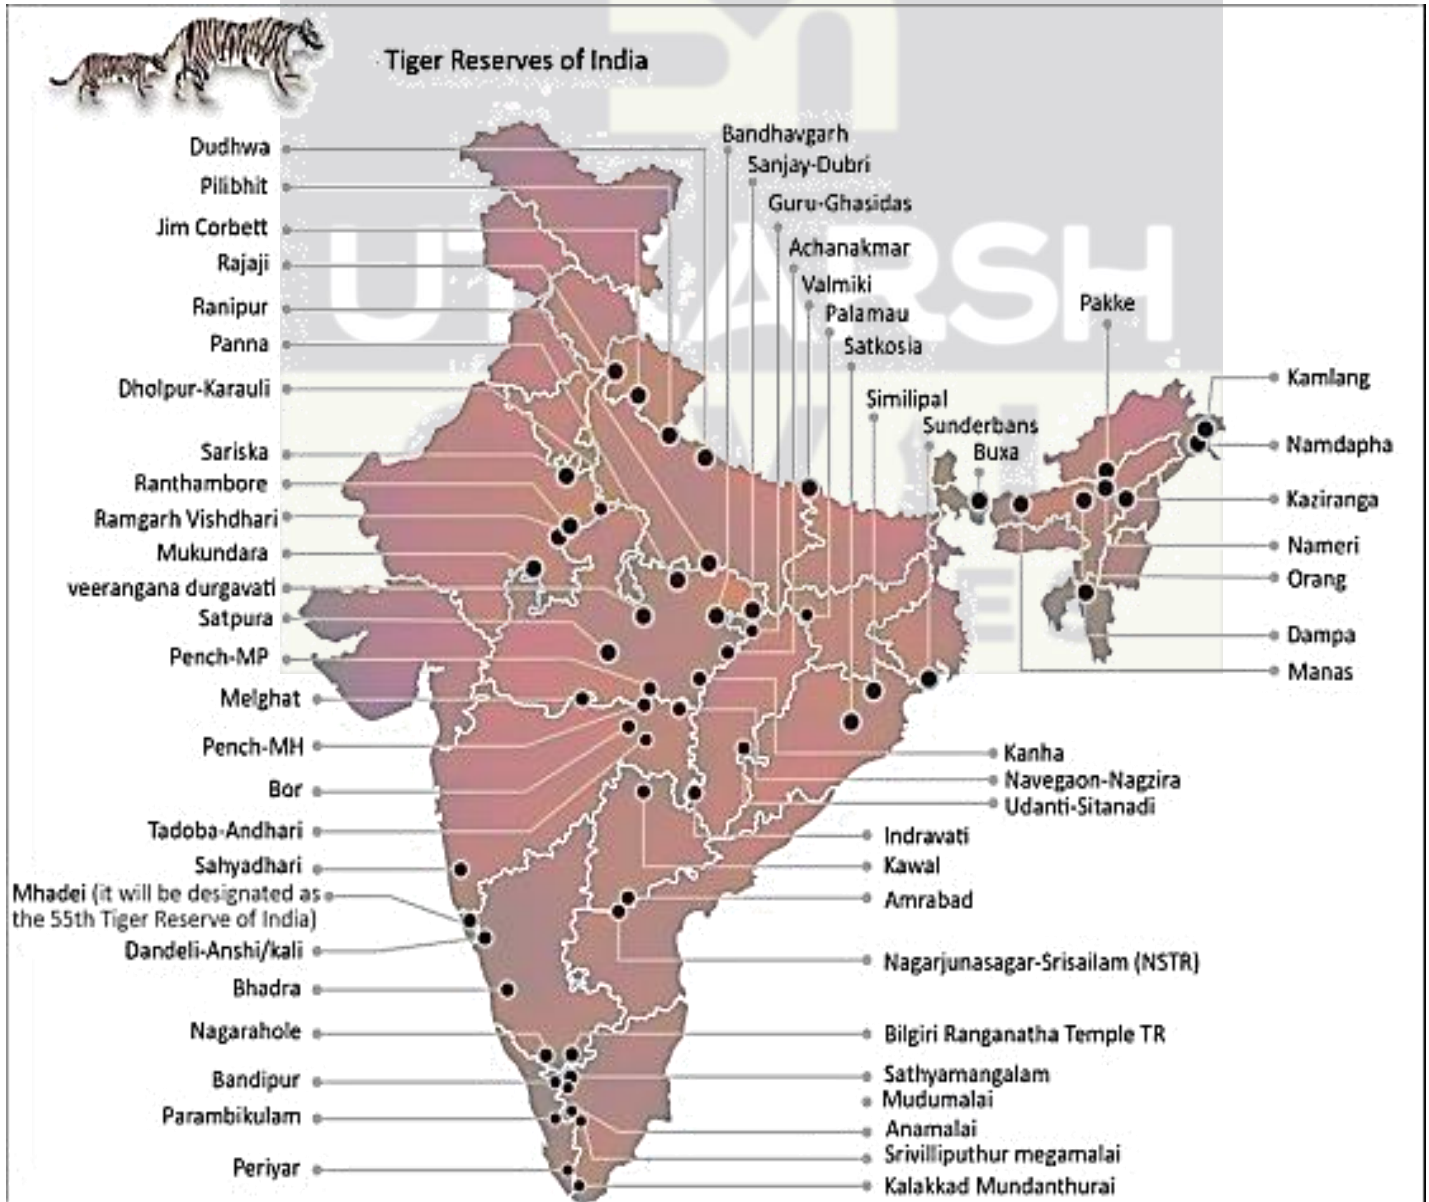 Tiger Reserves of India
Dudhwa
Pilibhit
Jim Corbett
Rajaji
Ranipur
Panna
Dholpur-Karauli
Sariska
Ranthambore
Ramgarh Vishdhari
Mukundara
veerangana durgavati
Satpura
Pench-MP
Melghat
Pench-MH
Bor
Tadoba-Andhari
Sahyadhari
Mhadei (it will be designated as
the 55th Tiger Reserve of India)
Dandeli-Anshi/kali
Bhadra
Nagarahole
Bandipur
Parambikulam
Periyar
Bandhavgarh
Sanjay-Dubri
Guru-Ghasidas
Achanakmar
Valmiki
Palamau
Satkosia
Similipal
Sunderbans
Buxa
Pakke
Kamlang
Namdapha
Kaziranga
Nameri
Orang
Dampa
Manas
Kanha
Navegaon-Nagzira
Udanti-Sitanadi
Indravati
Kawal
Amrabad
Nagarjunasagar-Srisailam (NSTR)
Bilgiri Ranganatha Temple TR
Sathyamangalam
Mudumalai
Anamalai
Srivilliputhur megamalai
Kalakkad Mundanthurai
UTKARSH